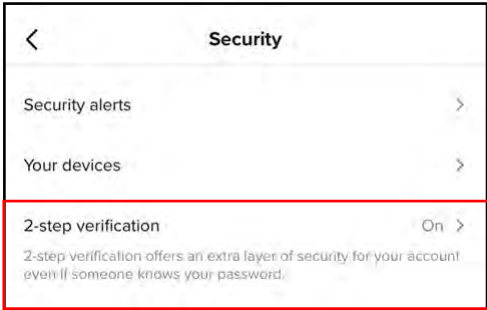 Security
Security alerts
Your devices
2-step verification On
2-step verification offers an extra layer of security for your account
even if someone knows your password.